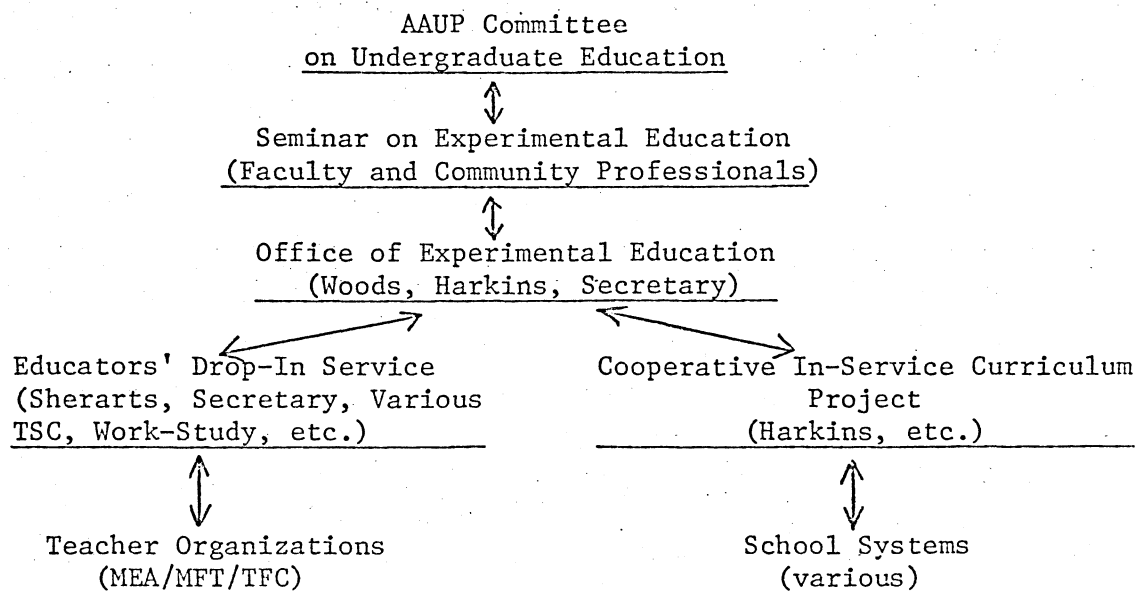 AAUP Committee
on Undergraduate Education
Seminar on Experimental Education
(Faculty and Community Professionals)
Office of Experimental Education
(Woods, Harkins, Secretary)
Educators' Drop-In Service
(Sherarts, Secretary, Various
TSC, Work-Study, etc.)
Cooperative In-Service Curriculum
Project
(Harkins, etc.)
Teacher Organizations
(MEA/MFT/TFC)
School Systems
(various)